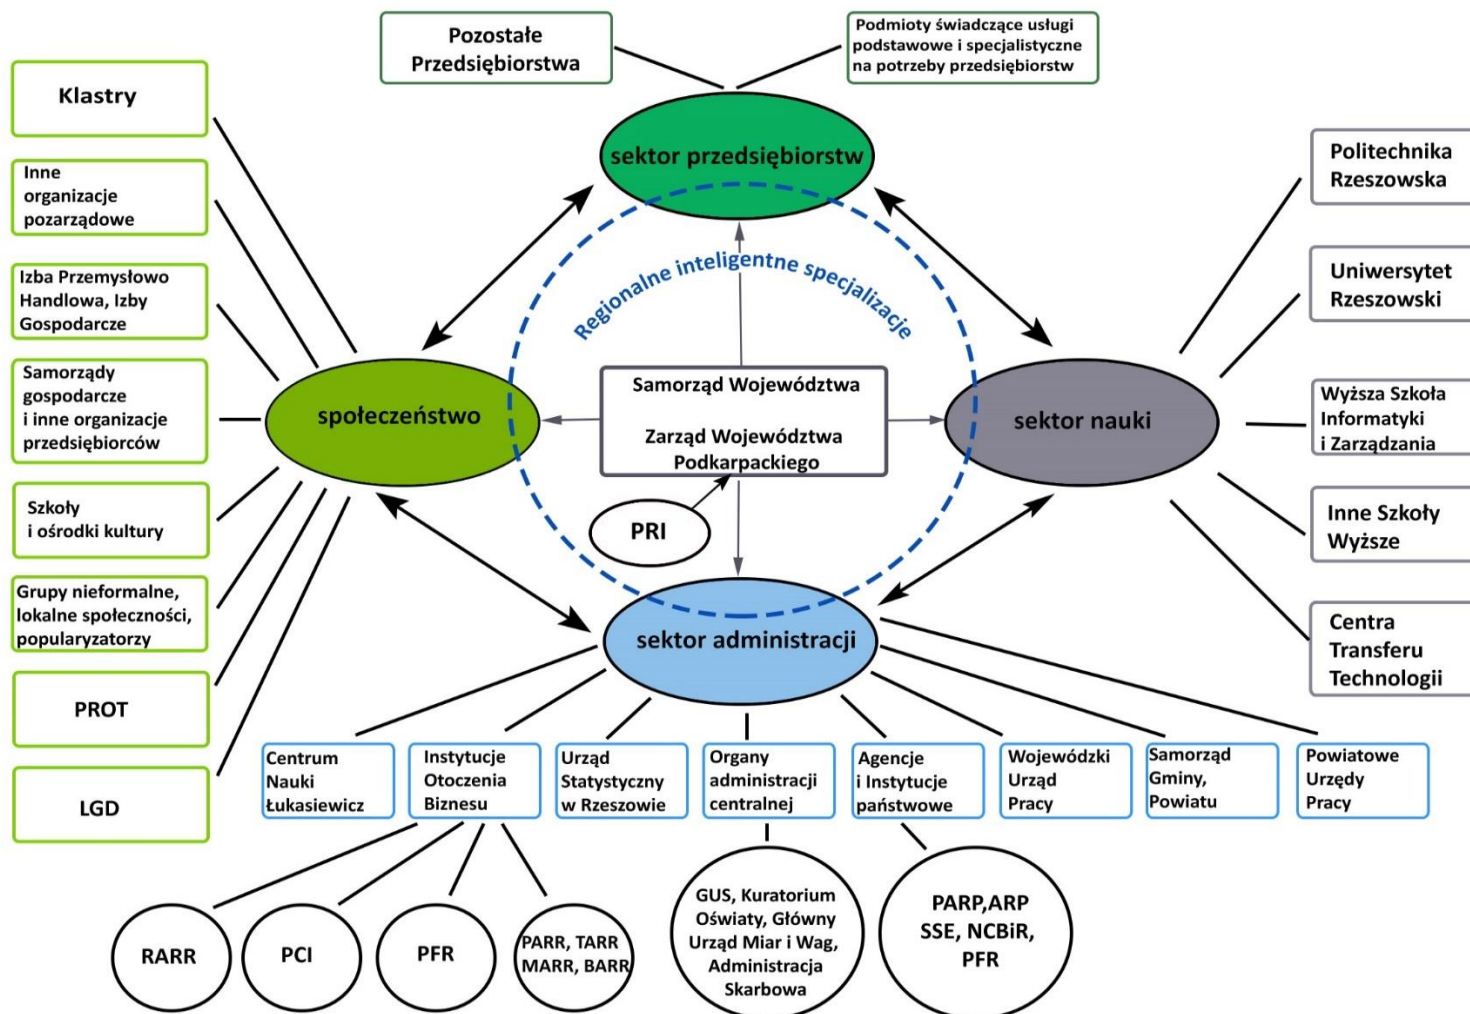 Pozostałe
Przedsiębiorstwa
Podmioty świadczące usługi
podstawowe i specjalistyczne
na potrzeby przedsiębiorstw
sektor przedsiębiorstw
Klastry
Inne
organizacje
pozarządowe
Izba Przemysłowo
Handlowa, Izby
Gospodarcze
Samorządy
gospodarcze
i inne organizacje
przedsiębiorców
Szkoły
i ośrodki kultury
Grupy nieformalne,
lokalne społeczności,
popularyzatorzy
PROT
LGD
społeczeństwo
Regionalne inteligentne specjalizacje
Samorząd Województwa
Zarząd Województwa
Podkarpackiego
PRI
sektor nauki
Politechnika
Rzeszowska
Uniwersytet
Rzeszowski
Wyższa Szkoła
Informatyki
i Zarządzania
Inne Szkoły
Wyższe
Centra
Transferu
Technologii
sektor administracji
Centrum
Nauki
Łukasiewicz
Instytucje
Otoczenia
Biznesu
Urząd
Statystyczny
w Rzeszowie
Organy
administracji
centralnej
Agencje
i Instytucje
państwowe
Wojewódzki
Urząd
Pracy
Samorząd
Gminy,
Powiatu
Powiatowe
Urzędy
Pracy
RARR
PCI
PFR
PARR, TARR
MARR, BARR
GUS, Kuratorium
Oświaty, Główny
Urząd Miar i Wag,
Administracja
Skarbowa
PARP,ARP
SSE, NCBiR,
PFR